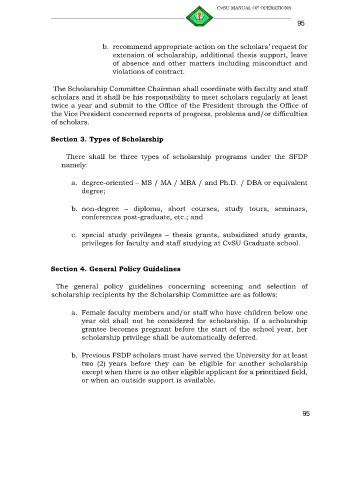 CvSU MANUAL OF OPERATIONS
95
b. recommend appropriate action on the scholars' request for
extension of scholarship, additional thesis support, leave
of absence and other matters including misconduct and
violations of contract.
The Scholarship Committee Chairman shall coordinate with faculty and staff
scholars and it shall be his responsibility to meet scholars regularly at least
twice a year and submit to the Office of the President through the Office of
the Vice President concerned reports of progress, problems and/or difficulties
of scholars.
Section 3. Types of Scholarship
There shall be three types of scholarship programs under the SFDP
namely:
a. degree-oriented – MS / MA / MBA / and Ph.D. / DBA or equivalent
degree;
b. non-degree – diploma, short courses, study tours, seminars,
conferences post-graduate, etc.; and
c. special study privileges – thesis grants, subsidized study grants,
privileges for faculty and staff studying at CvSU Graduate school.
Section 4. General Policy Guidelines
The general policy guidelines concerning screening and selection of
scholarship recipients by the Scholarship Committee are as follows:
a. Female faculty members and/or staff who have children below one
year old shall not be considered for scholarship. If a scholarship
grantee becomes pregnant before the start of the school year, her
scholarship privilege shall be automatically deferred.
b. Previous FSDP scholars must have served the University for at least
two (2) years before they can be eligible for another scholarship
except when there is no other eligible applicant for a prioritized field,
or when an outside support is available.
95